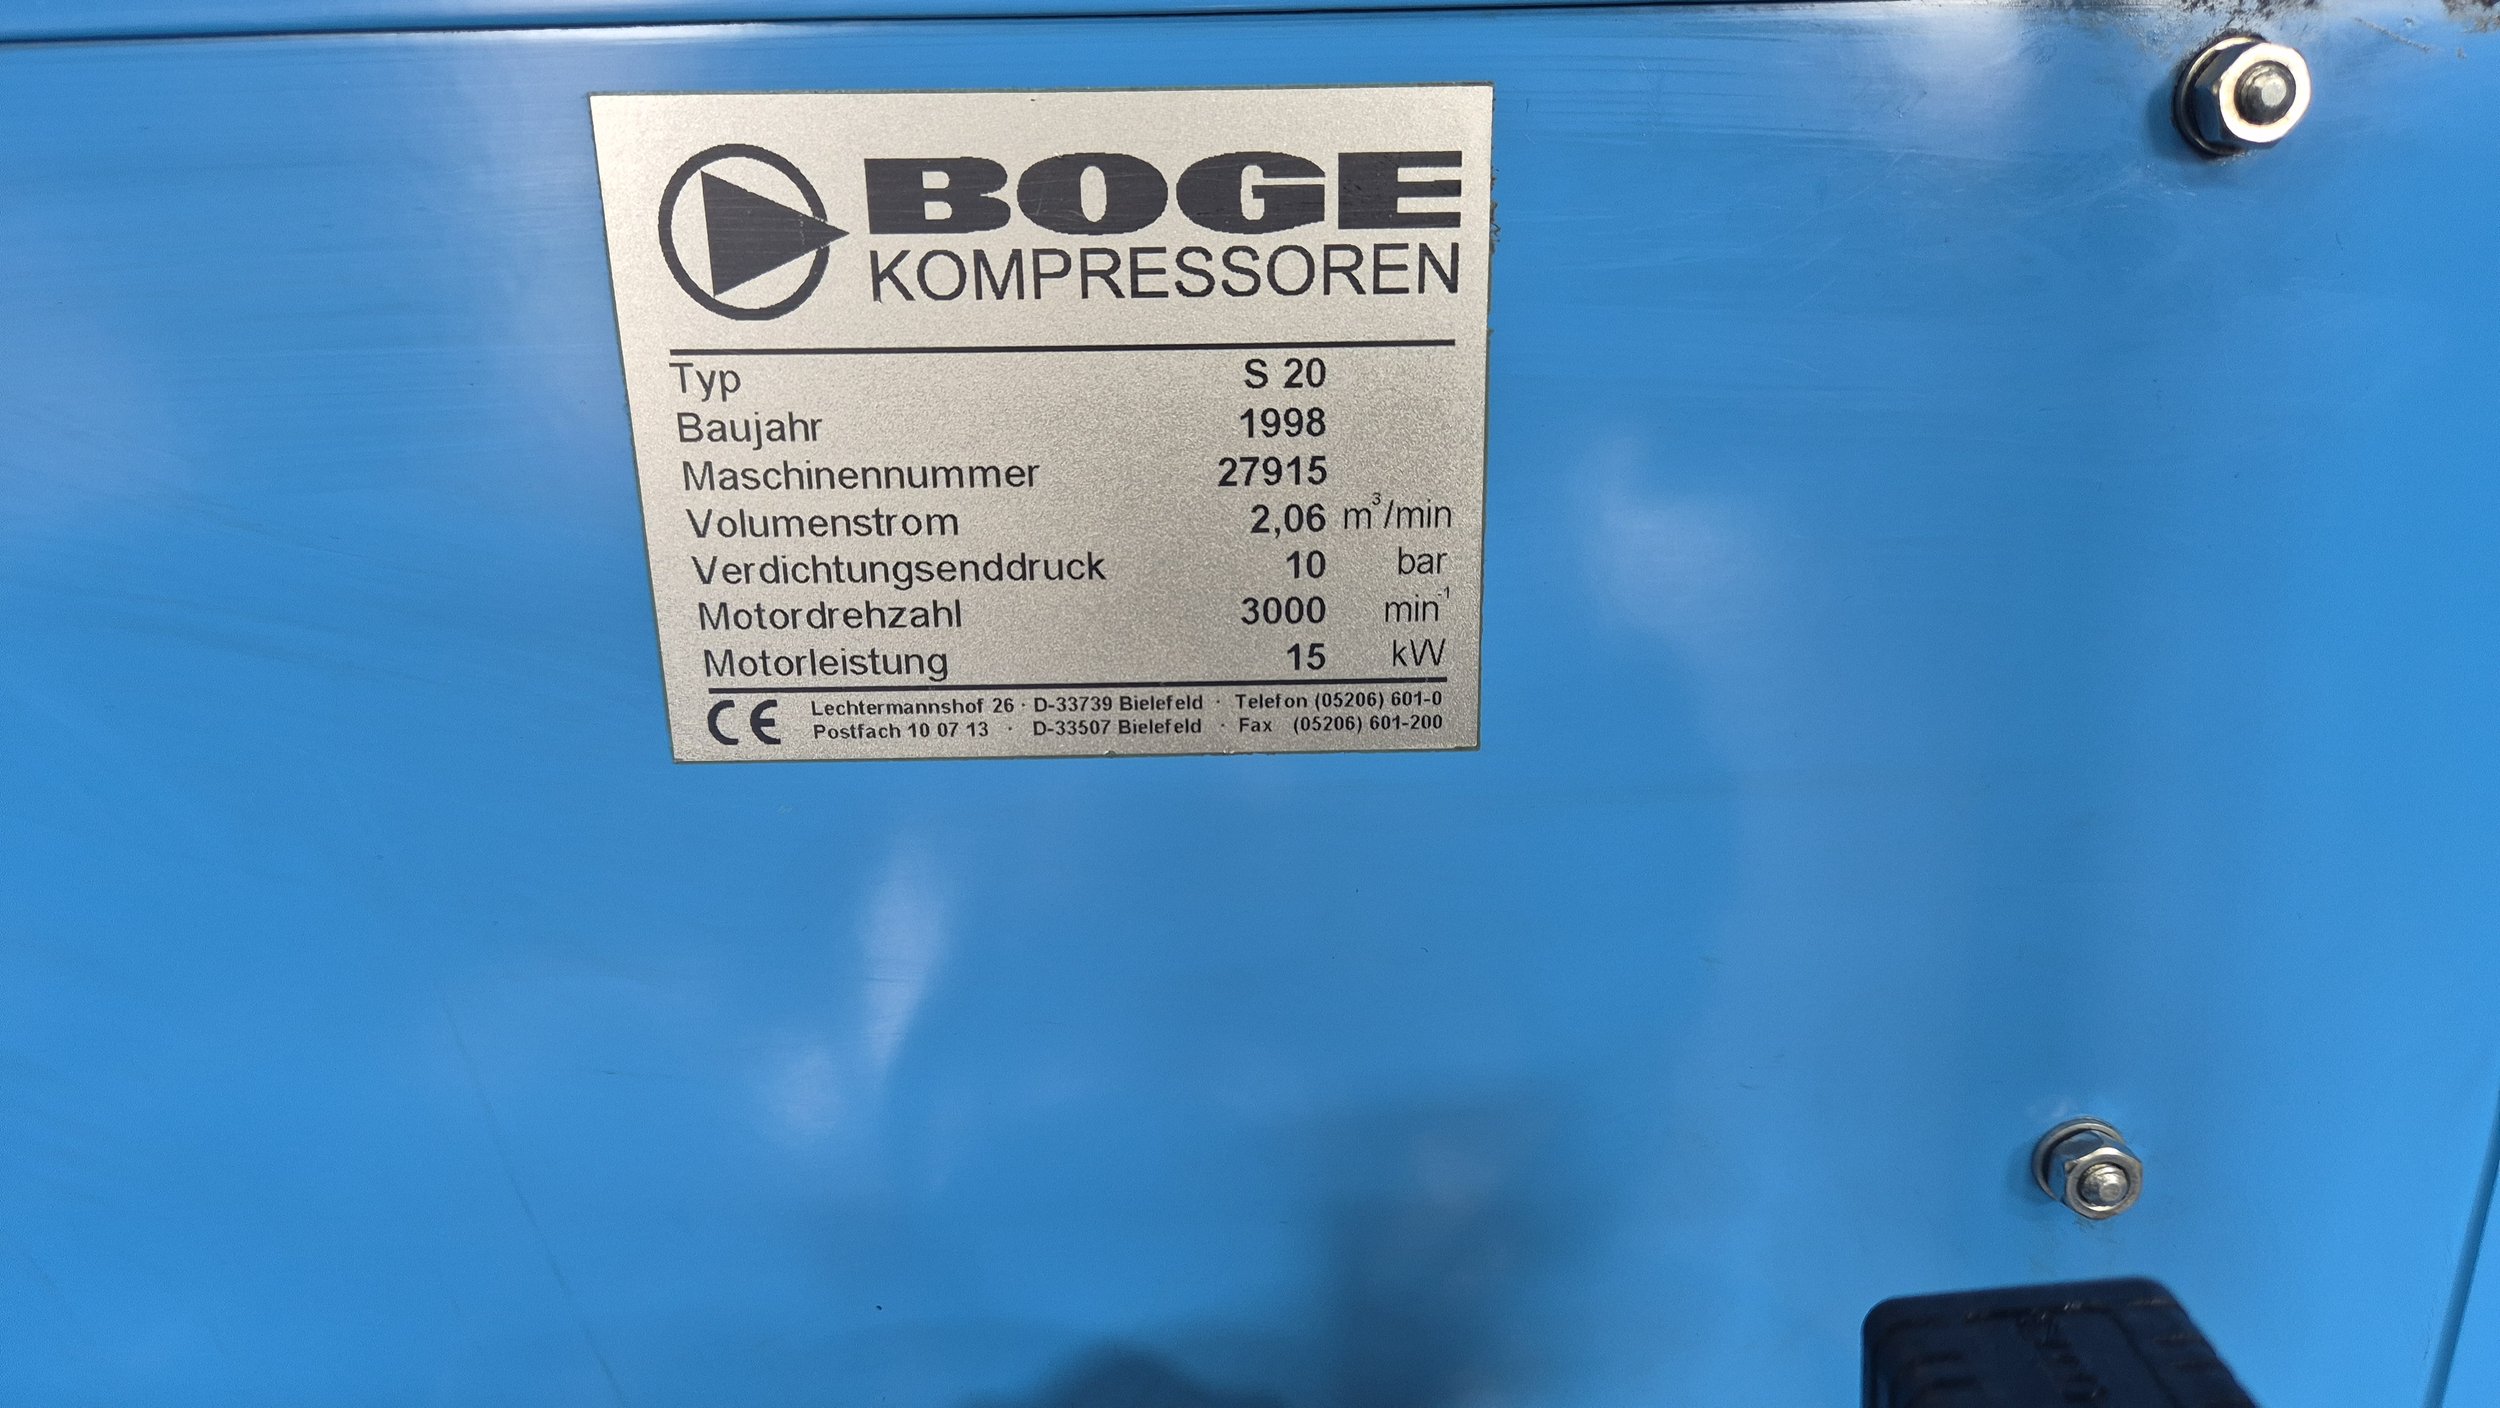 BOGE
KOMPRESSOREN
Typ S 20
Baujahr 1998
Maschinennummer 27915
Volumenstrom 2,06 m³/min
Verdichtungsenddruck 10 bar
Motordrehzahl 3000 min⁻¹
Motorleistung 15 kW
CE Lechtermannshof 26 · D-33739 Bielefeld · Telefon (05206) 601-0
Postfach 10 07 13 · D-33507 Bielefeld · Fax (05206) 601-200